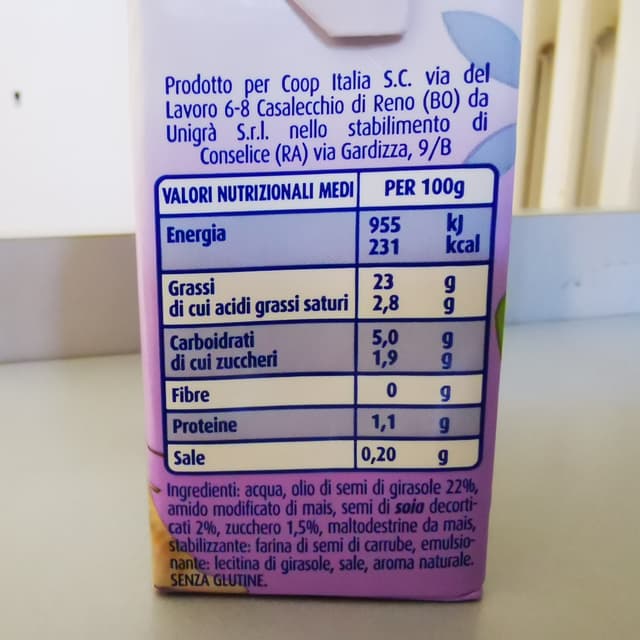 Prodotto per Coop Italia S.C. via del
Lavoro 6-8 Casalecchio di Reno (BO) da
Unigrà S.r.l. nello stabilimento di
Conselice (RA) via Gardizza, 9/B
VALORI NUTRIZIONALI MEDI PER 100g
Energia 955 kJ
231 kcal
Grassi 23 g
di cui acidi grassi saturi 2,8 g
Carboidrati 5,0 g
di cui zuccheri 1,9 g
Fibre 0 g
Proteine 1,1 g
Sale 0,20 g
Ingredienti: acqua, olio di semi di girasole 22%,
amido modificato di mais, semi di soia decorti-
cati 2%, zucchero 1,5%, maltodestrine da mais,
stabilizzante: farina di semi di carrube, emulsio-
nante: lecitina di girasole, sale, aroma naturale.
SENZA GLUTINE.